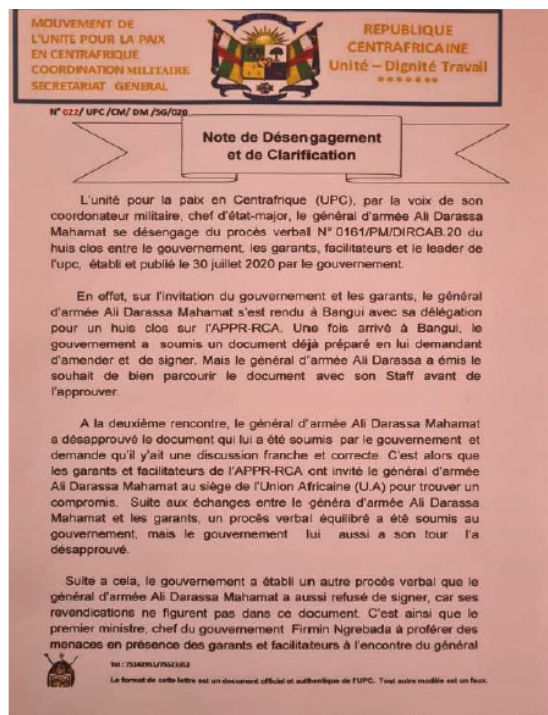 MOUVEMENT DE
L'UNITE POUR LA PAIX
EN CENTRAFRIQUE
COORDINATION MILITAIRE
SECRETARIAT GENERAL
REPUBLIQUE
CENTRAFRICAINE
Unité – Dignité Travail
*******
N° 022/ UPC /CM/ DM /SG/020
Note de Désengagement
et de Clarification
L'unité pour la paix en Centrafrique (UPC), par la voix de son
coordonateur militaire, chef d'état-major, le général d'armée Ali Darassa
Mahamat se désengage du procès verbal N° 0161/PM/DIRCAB.20 du
huis clos entre le gouvernement, les garants, facilitateurs et le leader de
l'upc, établi et publié le 30 juillet 2020 par le gouvernement.
En effet, sur l'invitation du gouvernement et les garants, le général
d'armée Ali Darassa Mahamat s'est rendu à Bangui avec sa délégation
pour un huis clos sur l'APPR-RCA. Une fois arrivé à Bangui, le
gouvernement a soumis un document déjà préparé en lui demandant
d'amender et de signer. Mais le général d'armée Ali Darassa a émis le
souhait de bien parcourir le document avec son Staff avant de
l'approuver.
A la deuxième rencontre, le général d'armée Ali Darassa Mahamat
a désapprouvé le document qui lui a été soumis par le gouvernement et
demande qu'il y'ait une discussion franche et correcte. C'est alors que
les garants et facilitateurs de l'APPR-RCA ont invité le général d'armée
Ali Darassa Mahamat au siège de l'Union Africaine (U.A) pour trouver un
compromis. Suite aux échanges entre le généra d'armée Ali Darassa
Mahamat et les garants, un procès verbal équilibré a été soumis au
gouvernement, mais le gouvernement lui aussi a son tour l'a
désapprouvé.
Suite a cela, le gouvernement a établi un autre procès verbal que le
général d'armée Ali Darassa Mahamat a aussi refusé de signer, car ses
revendications ne figurent pas dans ce document. C'est ainsi que le
premier ministre, chef du gouvernement Firmin Ngrebada à proférer des
menaces en présence des garants et facilitateurs à l'encontre du général
Tel : 75162951/75523352
Le format de cette lettre est un document officiel et authentique de l'UPC. Tout autre modèle est un faux.